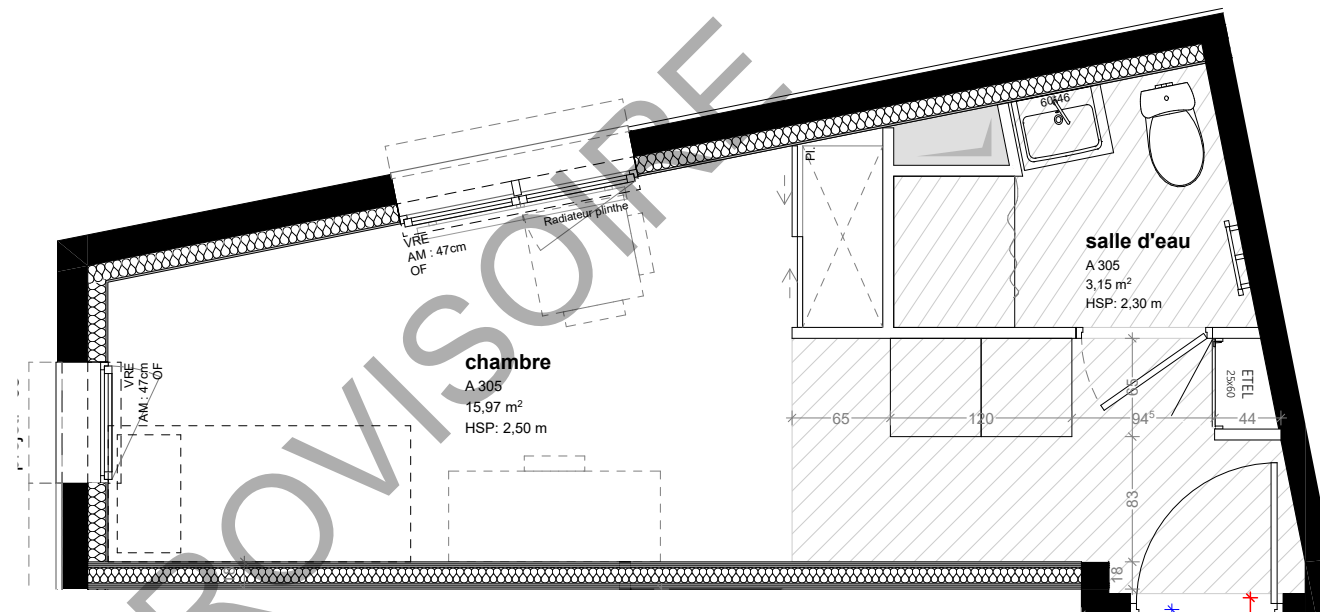 PROVISOIRE
60/46
Pl.
Radiateur plinthe
VRE
AM : 47cm
OF
salle d'eau
A 305
3,15 m²
HSP: 2,30 m
chambre
A 305
15,97 m²
HSP: 2,50 m
VRE
AM : 47cm
OF
ETEL
25x60
65
65
120
94⁵
44
83
18